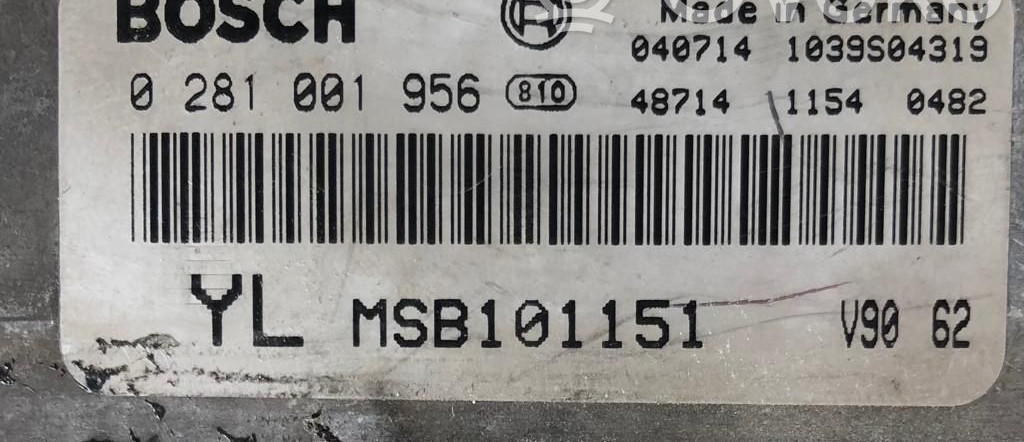 BOSCH
Made in Germany
040714 1039S04319
0 281 001 956 810 48714 1154 0482
YL MSB101151 V90 62